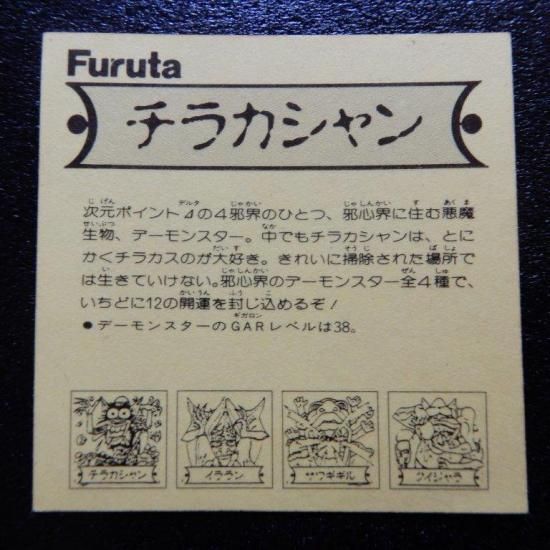 Furuta
チラカシャン
次元ポイント⊿の4邪界のひとつ、邪心界に住む悪魔
生物、デーモンスター。中でもチラカシャンは、とに
かくチラカスのが大好き。きれいに掃除された場所で
は生きていけない。邪心界のデーモンスター全4種で、
いちどに12の開運を封じ込めるぞ!
●デーモンスターのGARレベルは38。
チラカシャン
イララン
サワギギル
クイジャラ